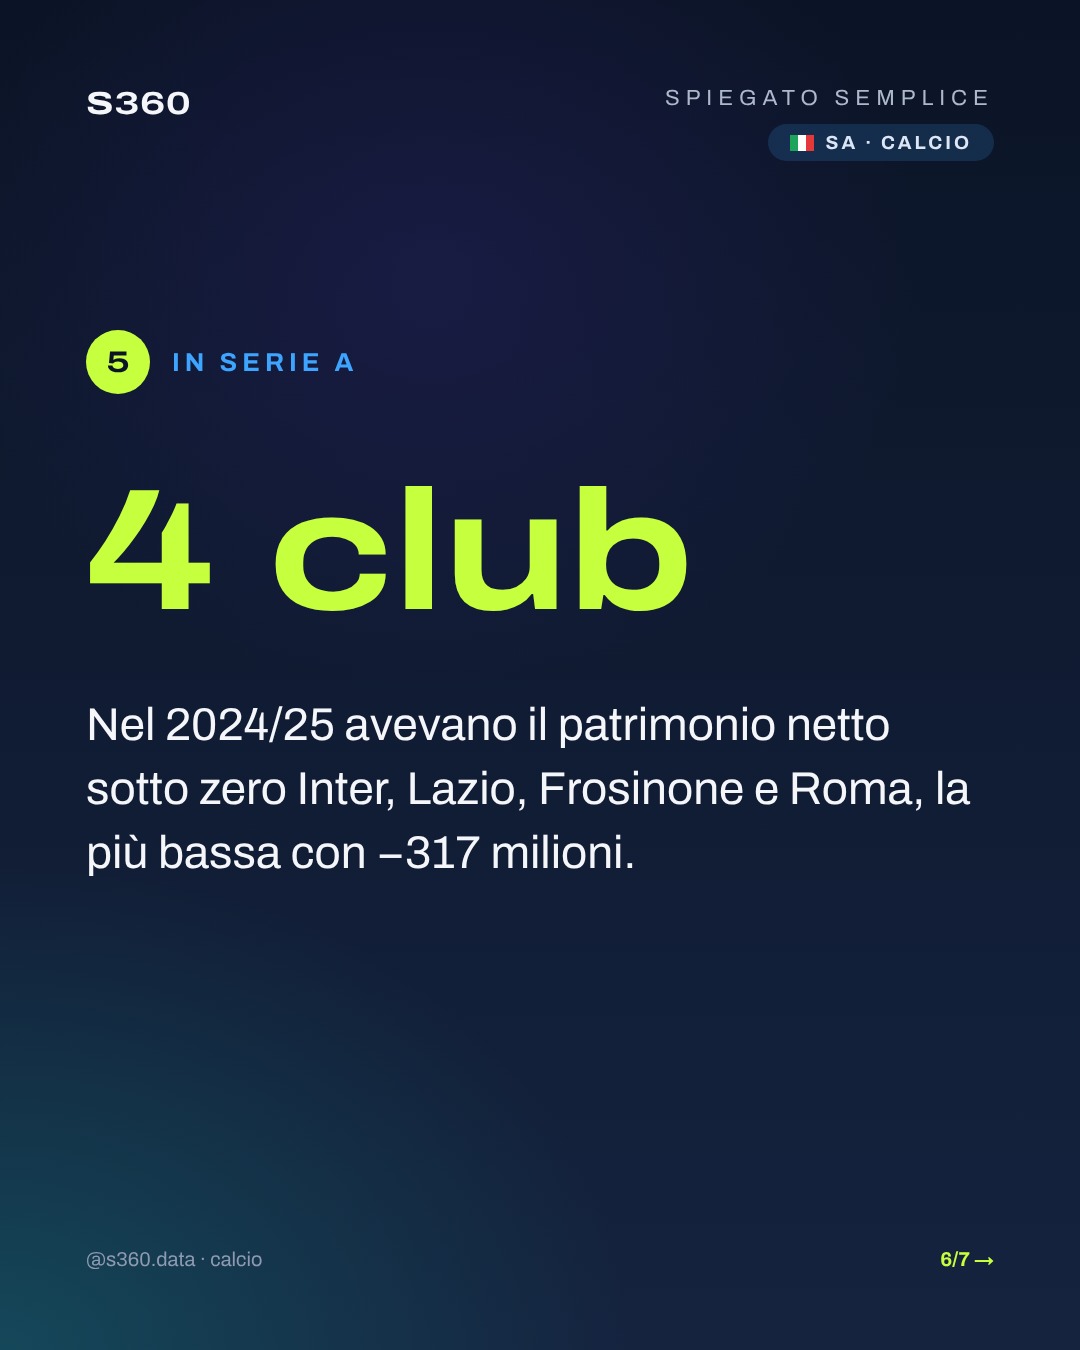 S360
SPIEGATO SEMPLICE
SA · CALCIO
5
IN SERIE A
4 club
Nel 2024/25 avevano il patrimonio netto
sotto zero Inter, Lazio, Frosinone e Roma, la
più bassa con −317 milioni.
@s360.data · calcio
6/7 →